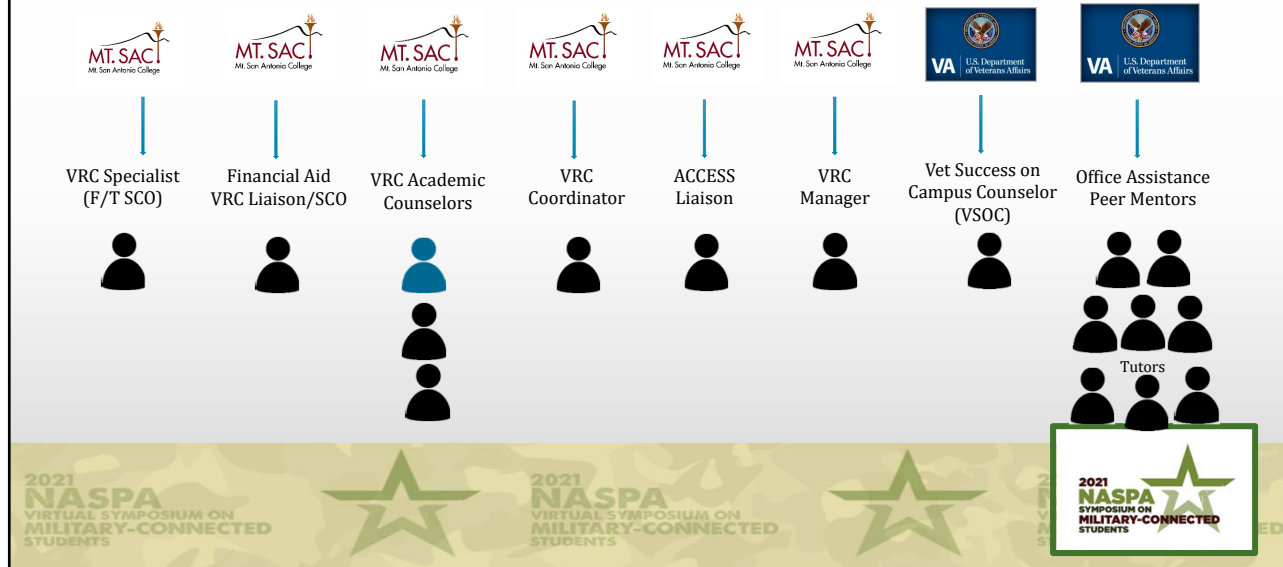 MT. SAC
Mt. San Antonio College
MT. SAC
Mt. San Antonio College
MT. SAC
Mt. San Antonio College
MT. SAC
Mt. San Antonio College
MT. SAC
Mt. San Antonio College
MT. SAC
Mt. San Antonio College
VA
U.S. Department
of Veterans Affairs
VA
U.S. Department
of Veterans Affairs
VRC Specialist
(F/T SCO)
Financial Aid
VRC Liaison/SCO
VRC Academic
Counselors
VRC
Coordinator
ACCESS
Liaison
VRC
Manager
Vet Success on
Campus Counselor
(VSOC)
Office Assistance
Peer Mentors
Tutors
2021
NASPA
VIRTUAL SYMPOSIUM ON
MILITARY-CONNECTED
STUDENTS
2021
NASPA
VIRTUAL SYMPOSIUM ON
MILITARY-CONNECTED
STUDENTS
2021
NASPA
SYMPOSIUM ON
MILITARY-CONNECTED
STUDENTS